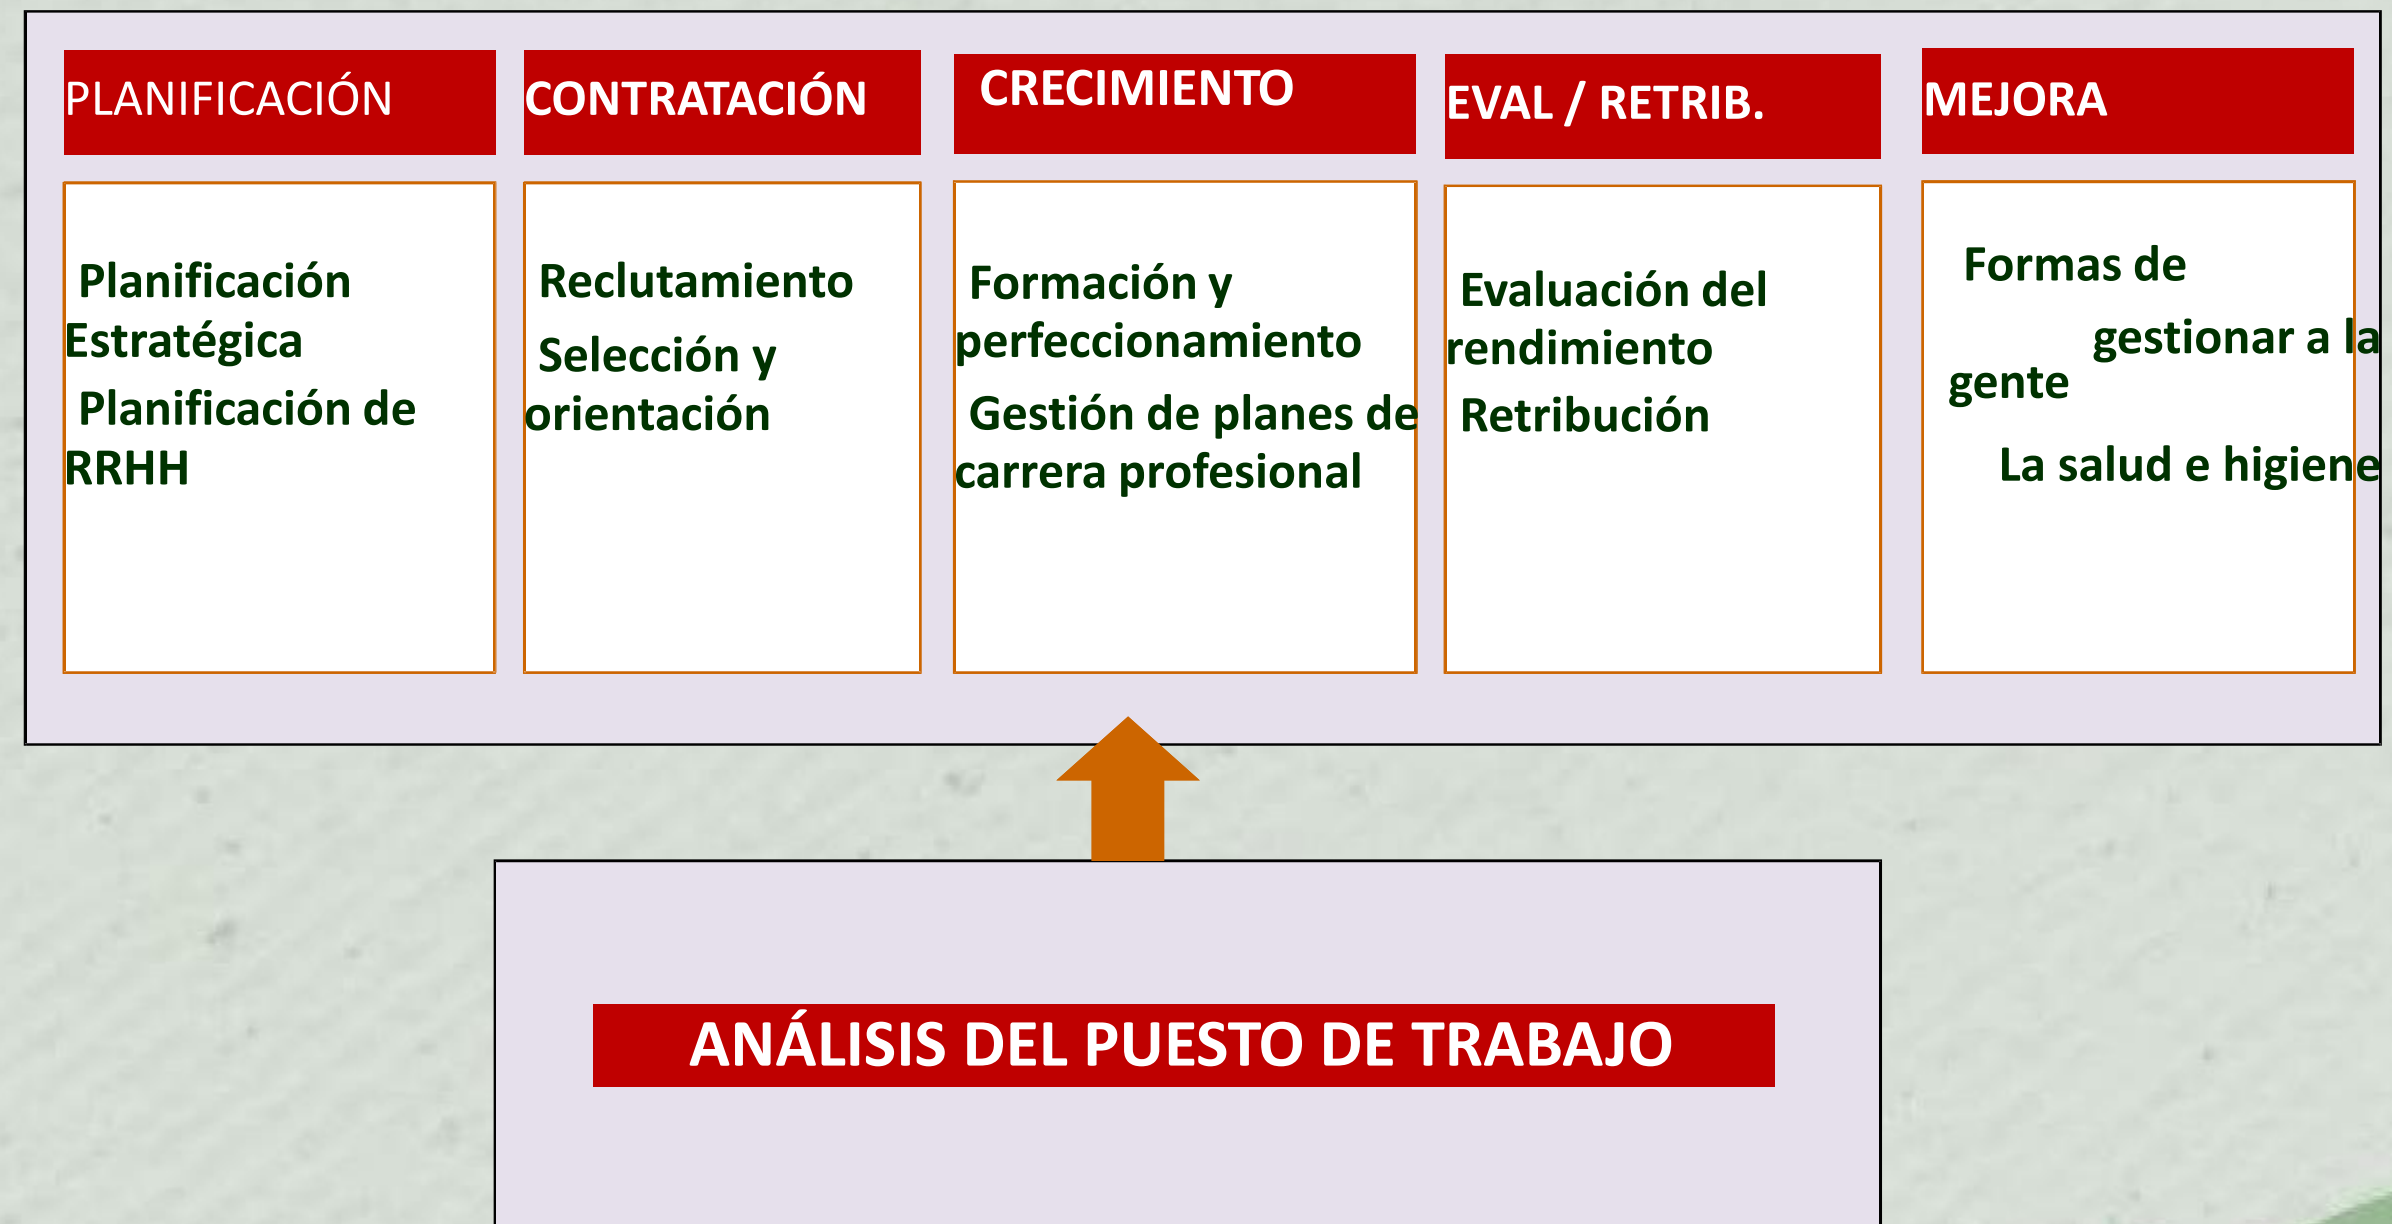 PLANIFICACIÓN
Planificación
Estratégica
Planificación de
RRHH
CONTRATACIÓN
Reclutamiento
Selección y
orientación
CRECIMIENTO
Formación y
perfeccionamiento
Gestión de planes de
carrera profesional
EVAL / RETRIB.
Evaluación del
rendimiento
Retribución
MEJORA
Formas de
gestionar a la
gente
La salud e higiene
ANÁLISIS DEL PUESTO DE TRABAJO